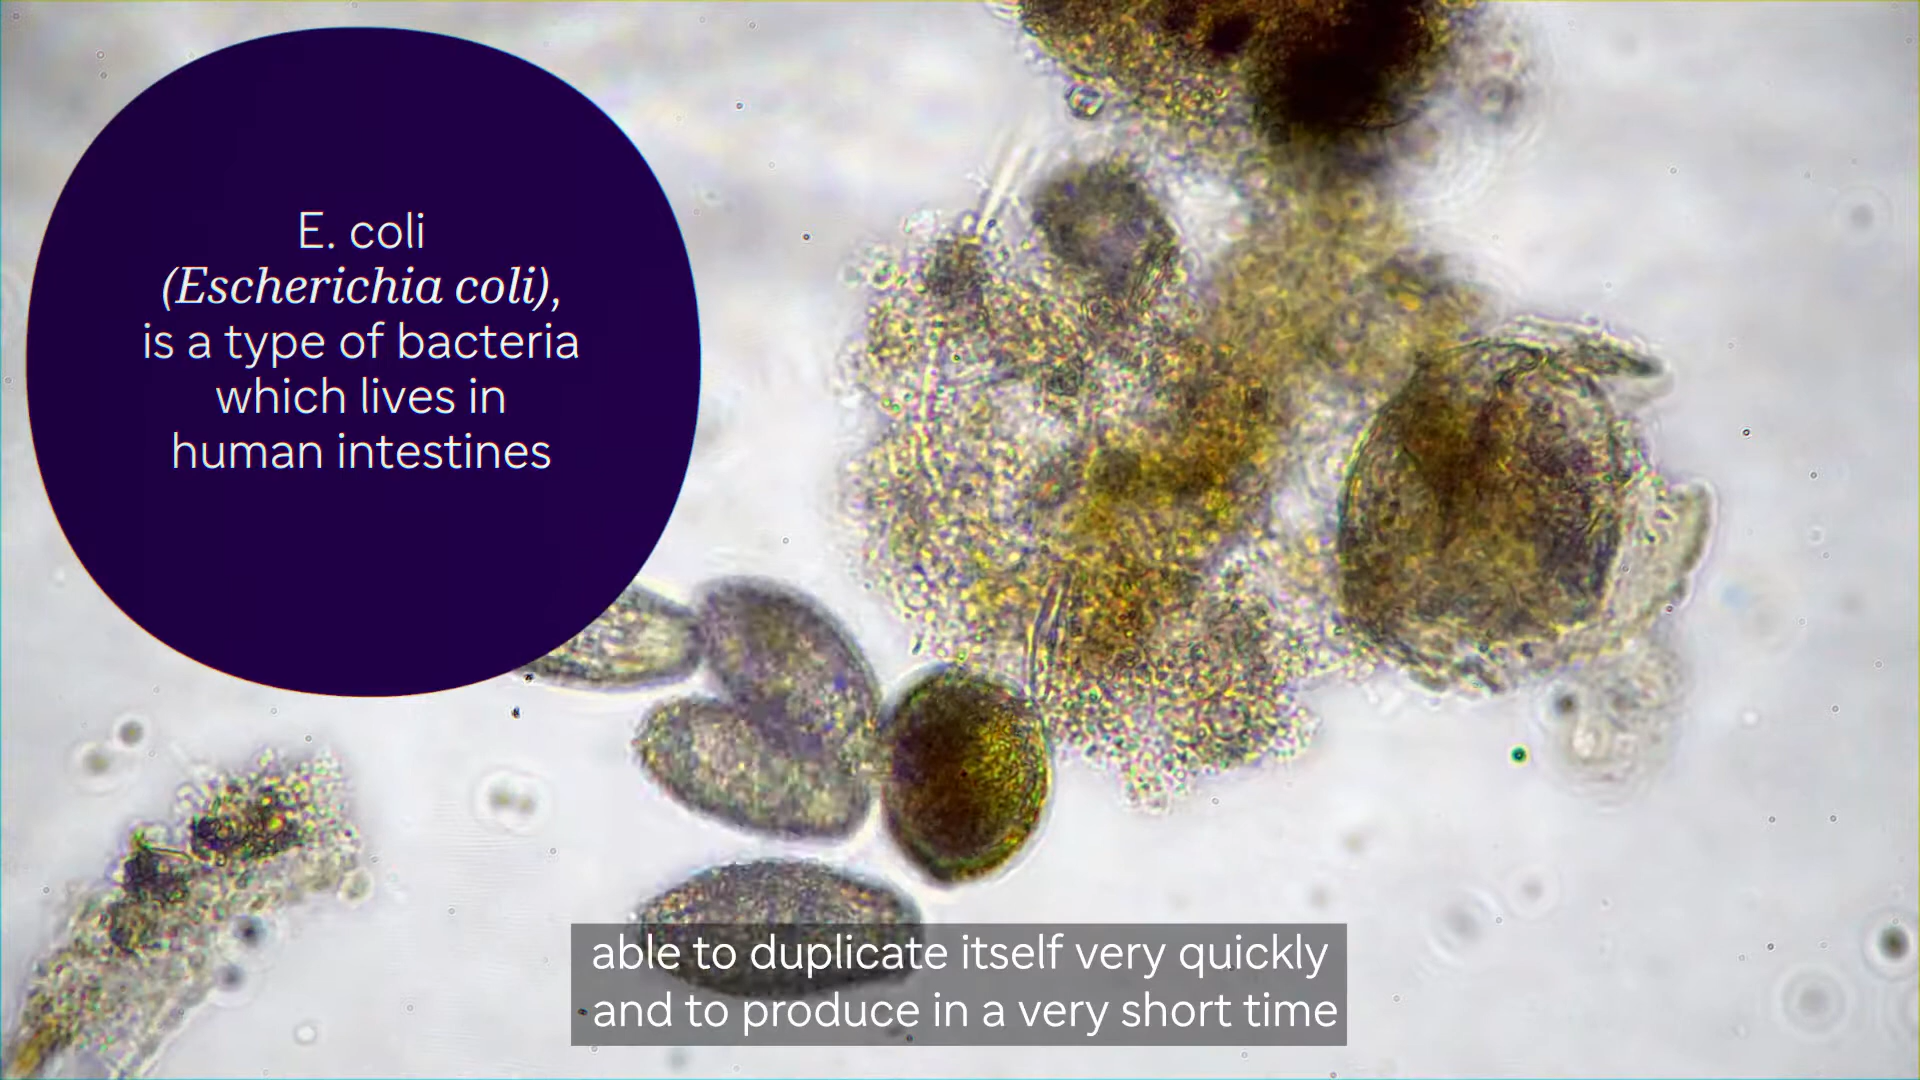 E. coli
(Escherichia coli),
is a type of bacteria
which lives in
human intestines
able to duplicate itself very quickly
and to produce in a very short time